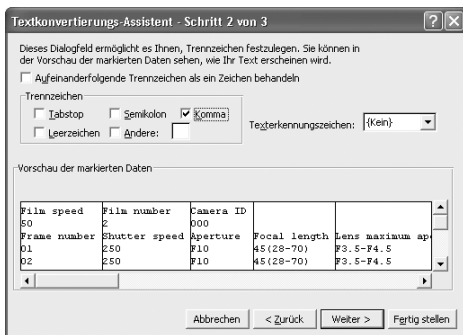 Textkonvertierungs-Assistent - Schritt 2 von 3
Dieses Dialogfeld ermöglicht es Ihnen, Trennzeichen festzulegen. Sie können in
der Vorschau der markierten Daten sehen, wie Ihr Text erscheinen wird.
Aufeinanderfolgende Trennzeichen als ein Zeichen behandeln
Trennzeichen
Tabstop Semikolon Komma
Leerzeichen Andere:
Texterkennungszeichen: {Kein}
Vorschau der markierten Daten
Film speed Film number Camera ID
50 2 000
Frame number Shutter speed Aperture Focal length Lens maximum ape
01 250 F10 45(28-70) F3.5-F4.5
02 250 F10 45(28-70) F3.5-F4.5
Abbrechen < Zurück Weiter > Fertig stellen